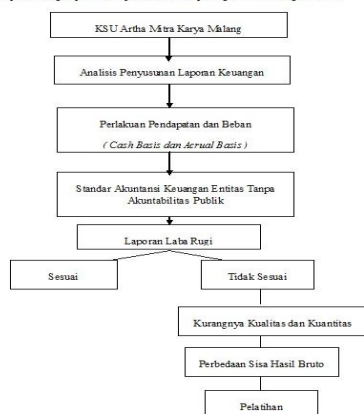 KSU Artha Mitra Karya Malang
Analisis Penyusunan Laporan Keuangan
Perlakuan Pendapatan dan Beban
( Cash Basis dan Acrual Basis )
Standar Akuntansi Keuangan Entitas Tanpa
Akuntabilitas Publik
Laporan Laba Rugi
Sesuai
Tidak Sesuai
Kurangnya Kualitas dan Kuantitas
Perbedaan Sisa Hasil Bruto
Pelatihan